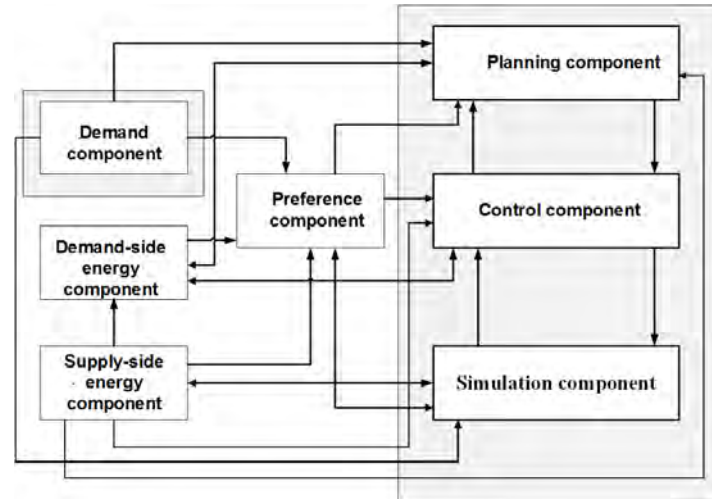 Planning component
Demand
component
Preference
component
Control component
Demand-side
energy
component
Supply-side
energy
component
Simulation component